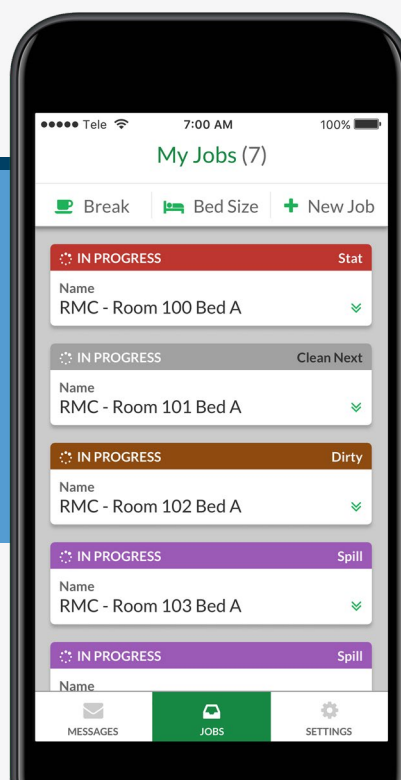 Tele 7:00 AM 100%
My Jobs (7)
Break Bed Size + New Job
IN PROGRESS Stat
Name
RMC - Room 100 Bed A
IN PROGRESS Clean Next
Name
RMC - Room 101 Bed A
IN PROGRESS Dirty
Name
RMC - Room 102 Bed A
IN PROGRESS Spill
Name
RMC - Room 103 Bed A
IN PROGRESS Spill
Name
MESSAGES JOBS SETTINGS